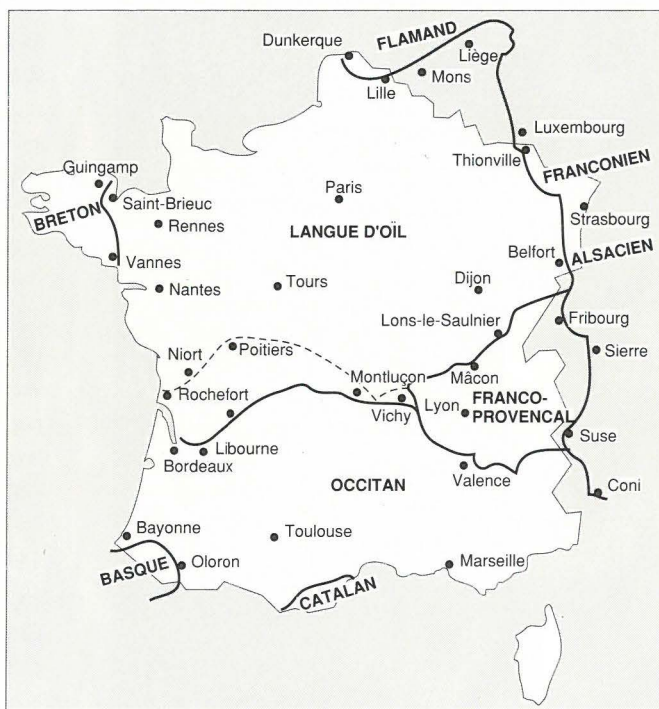 FLAMAND
Dunkerque
Liège
Mons
Lille
Luxembourg
Thionville
FRANCONIEN
Guingamp
Saint-Brieuc
BRETON
Rennes
Paris
Strasbourg
LANGUE D'OÏL
Belfort
ALSACIEN
Vannes
Nantes
Tours
Dijon
Lons-le-Saulnier
Fribourg
Sierre
Niort
Poitiers
Mâcon
Montluçon
Rochefort
Vichy
Lyon
FRANCO-
PROVENCAL
Suse
Libourne
Bordeaux
Valence
OCCITAN
Coni
Bayonne
Toulouse
BASQUE
Oloron
Marseille
CATALAN